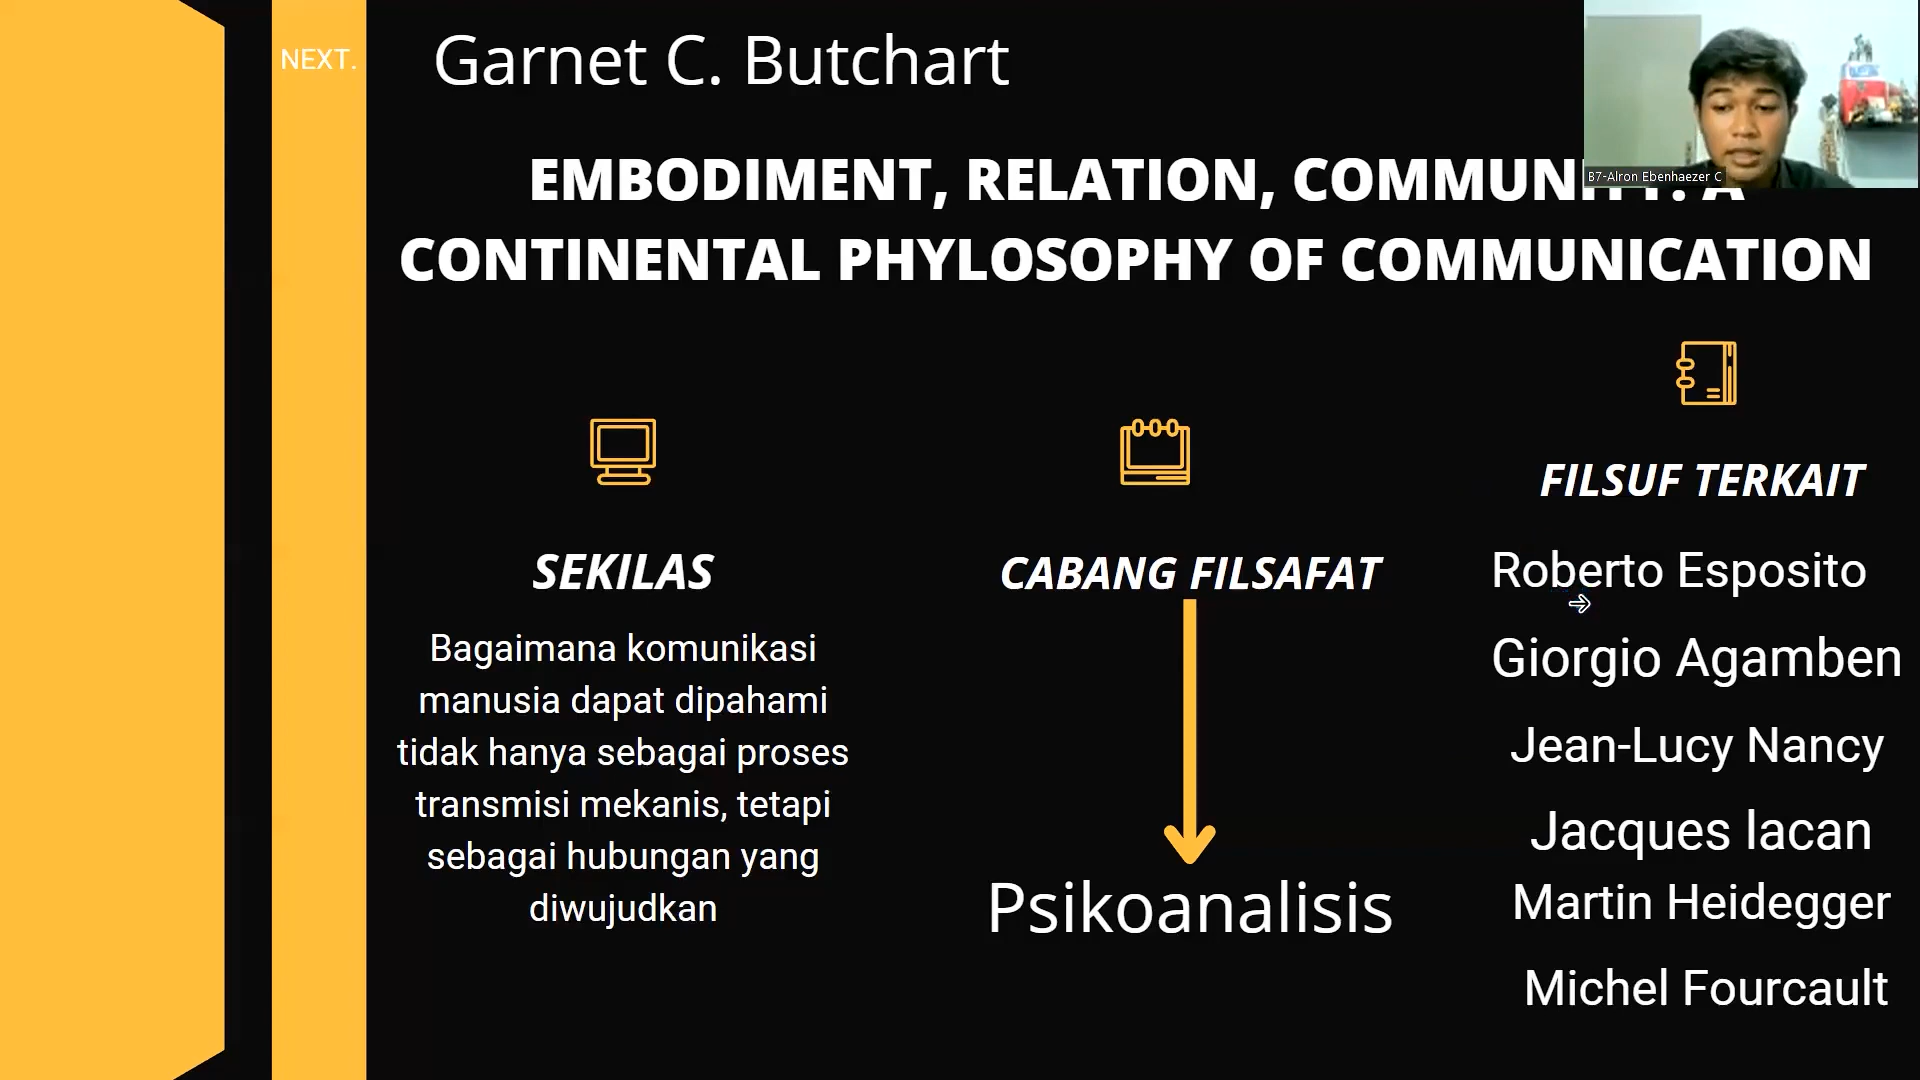 NEXT.
Garnet C. Butchart
EMBODIMENT, RELATION, COMMUNITY: A
CONTINENTAL PHYLOSOPHY OF COMMUNICATION
B7-Alron Ebenhaezer C
SEKILAS
Bagaimana komunikasi
manusia dapat dipahami
tidak hanya sebagai proses
transmisi mekanis, tetapi
sebagai hubungan yang
diwujudkan
CABANG FILSAFAT
Psikoanalisis
FILSUF TERKAIT
Roberto Esposito
Giorgio Agamben
Jean-Lucy Nancy
Jacques lacan
Martin Heidegger
Michel Fourcault